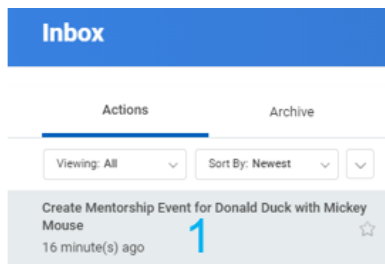 Inbox
Actions Archive
Viewing: All Sort By: Newest
Create Mentorship Event for Donald Duck with Mickey
Mouse
16 minute(s) ago
1